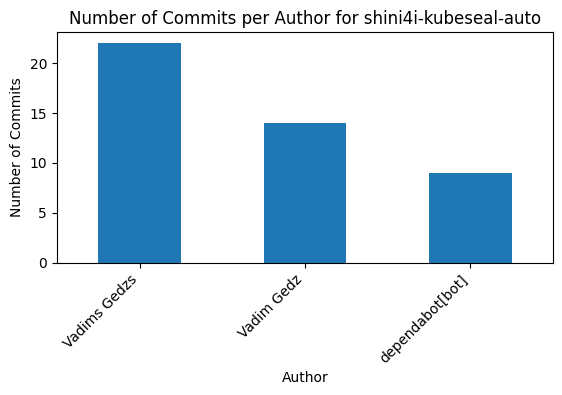 Number of Commits per Author for shini4i-kubeseal-auto
Number of Commits
20
15
10
5
0
Vadims Gedzs
Vadim Gedz
dependabot[bot]
Author